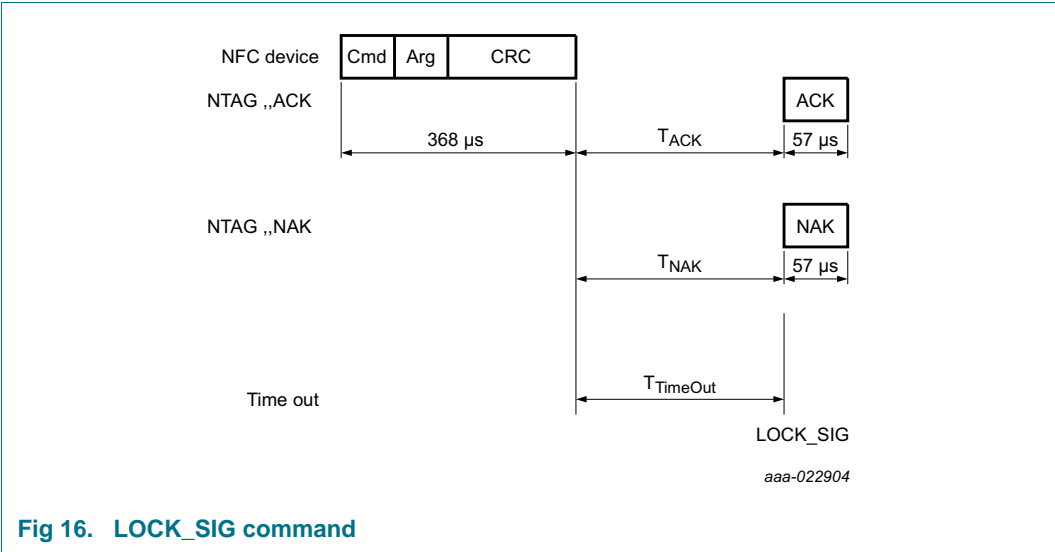 NFC device Cmd Arg CRC
NTAG ,,ACK ACK
368 µs TACK 57 µs
NTAG ,,NAK NAK
TNAK 57 µs
Time out TTimeOut
LOCK_SIG
aaa-022904
Fig 16. LOCK_SIG command